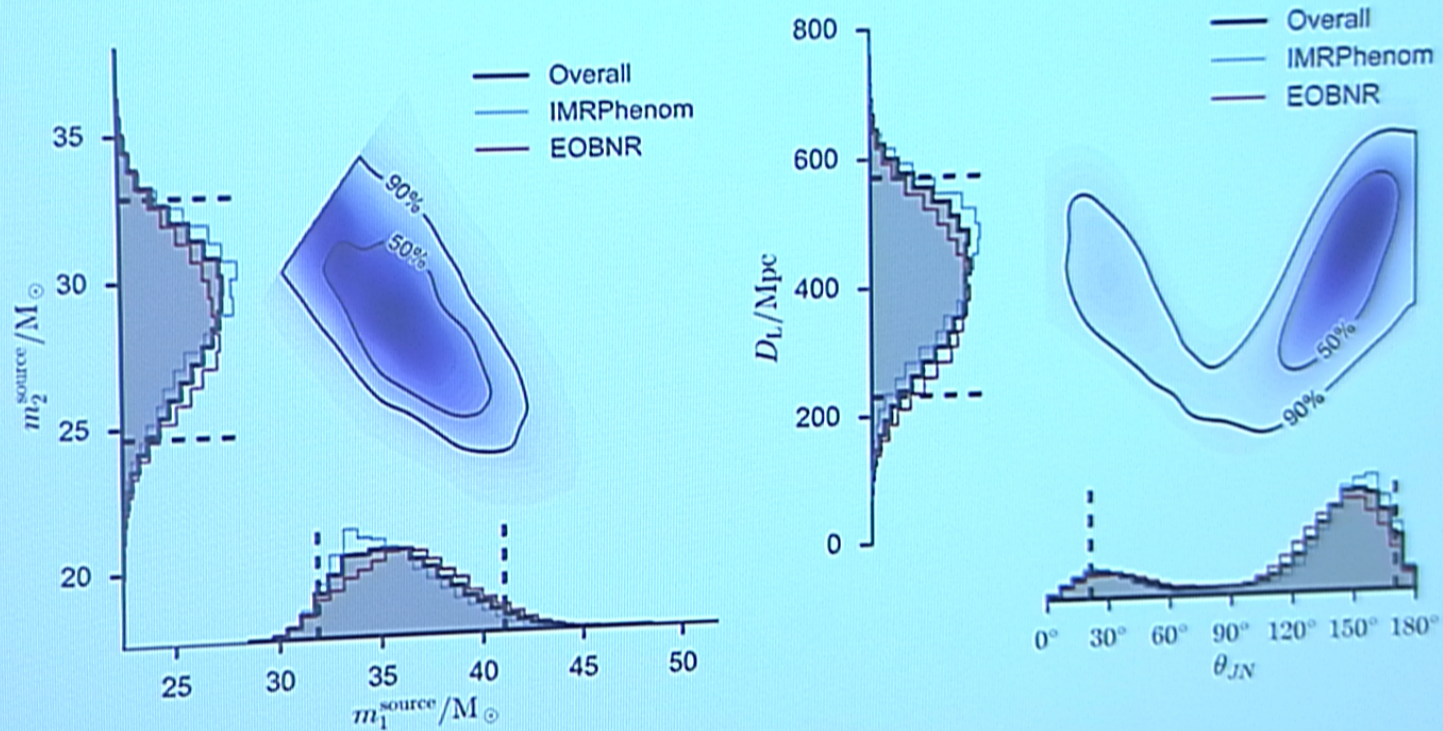 Overall
IMRPhenom
EOBNR
35
30
25
20
90%
50%
m₂^source/M☉
25
30
35
40
45
50
m₁^source/M☉
Overall
IMRPhenom
EOBNR
800
600
400
200
0
D_L/Mpc
50%
90%
0° 30° 60° 90° 120° 150° 180°
θ_JN